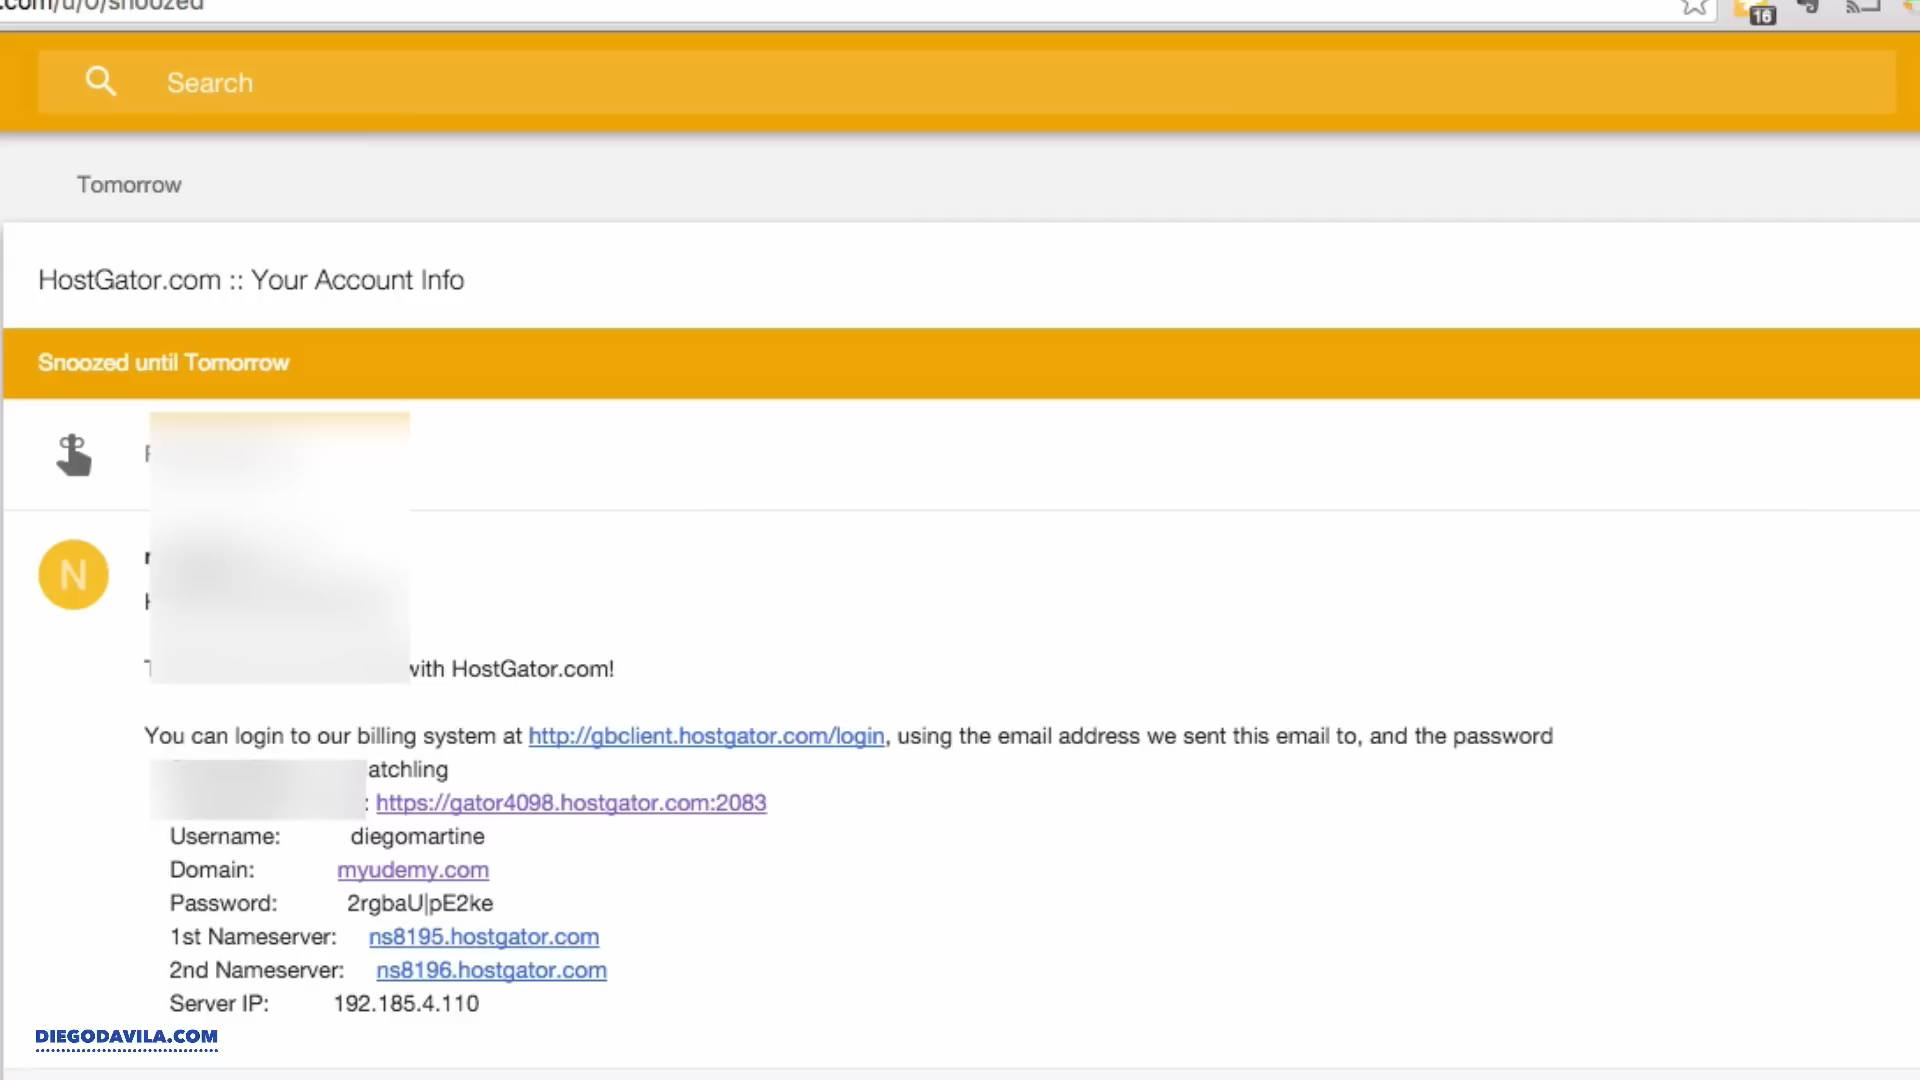 .com/u/0/snoozed
16
Search
Tomorrow
HostGator.com :: Your Account Info
Snoozed until Tomorrow
N
with HostGator.com!
You can login to our billing system at http://gbclient.hostgator.com/login, using the email address we sent this email to, and the password
atchling
: https://gator4098.hostgator.com:2083
Username: diegomartine
Domain: myudemy.com
Password: 2rgbaU|pE2ke
1st Nameserver: ns8195.hostgator.com
2nd Nameserver: ns8196.hostgator.com
Server IP: 192.185.4.110
DIEGODAVILA.COM